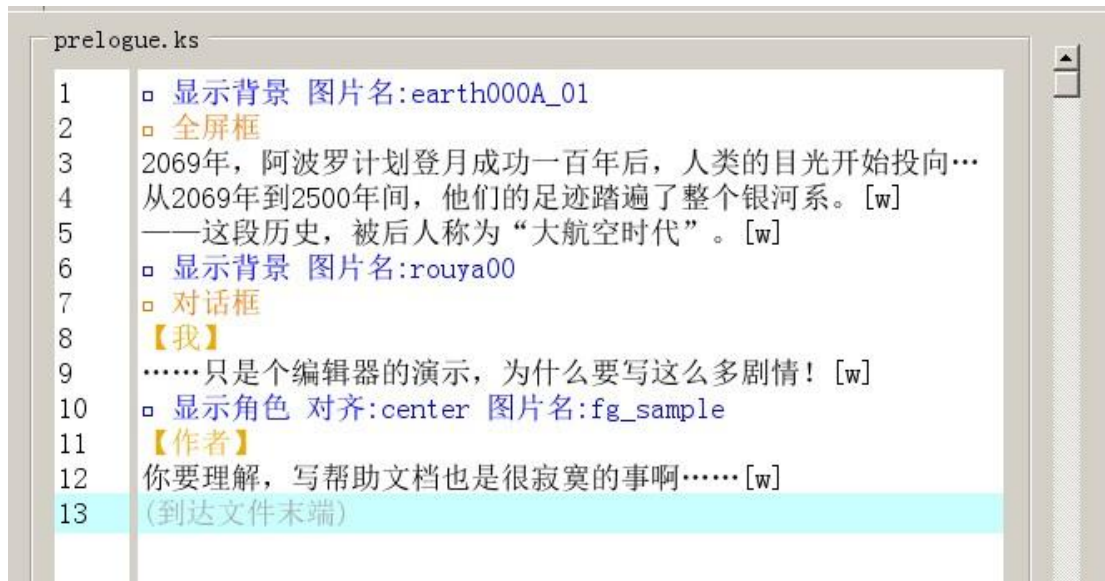 prelogue.ks
1 ▫ 显示背景 图片名:earth000A_01
2 ▫ 全屏框
3 2069年，阿波罗计划登月成功一百年后，人类的目光开始投向…
4 从2069年到2500年间，他们的足迹踏遍了整个银河系。[w]
5 ——这段历史，被后人称为“大航空时代”。[w]
6 ▫ 显示背景 图片名:rouya00
7 ▫ 对话框
8 【我】
9 ……只是个编辑器的演示，为什么要写这么多剧情！[w]
10 ▫ 显示角色 对齐:center 图片名:fg_sample
11 【作者】
12 你要理解，写帮助文档也是很寂寞的事啊……[w]
13 (到达文件末端)